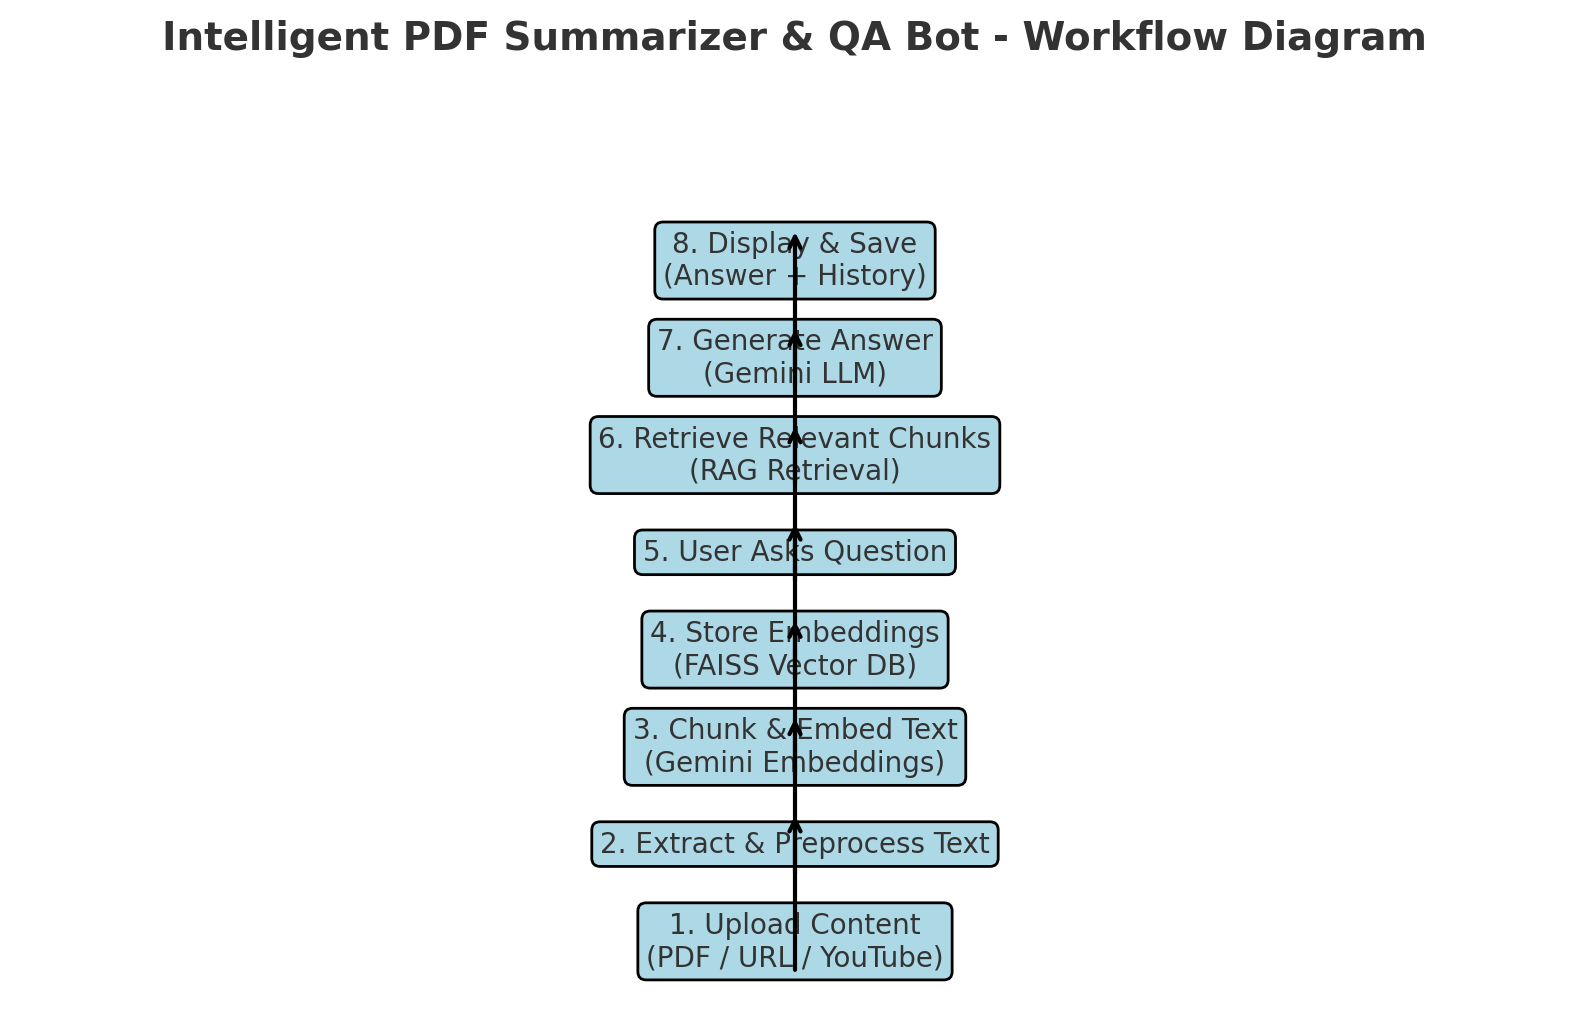 Intelligent PDF Summarizer & QA Bot - Workflow Diagram
8. Display & Save
(Answer + History)
7. Generate Answer
(Gemini LLM)
6. Retrieve Relevant Chunks
(RAG Retrieval)
5. User Asks Question
4. Store Embeddings
(FAISS Vector DB)
3. Chunk & Embed Text
(Gemini Embeddings)
2. Extract & Preprocess Text
1. Upload Content
(PDF / URL / YouTube)